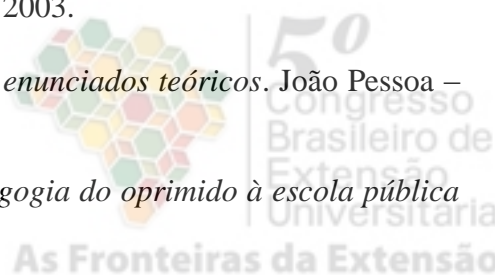 2003.
5º
enunciados teóricos. João Pessoa –
Congresso
Brasileiro de
Extensão
gogia do oprimido à escola pública
Universitária
As Fronteiras da Extensão